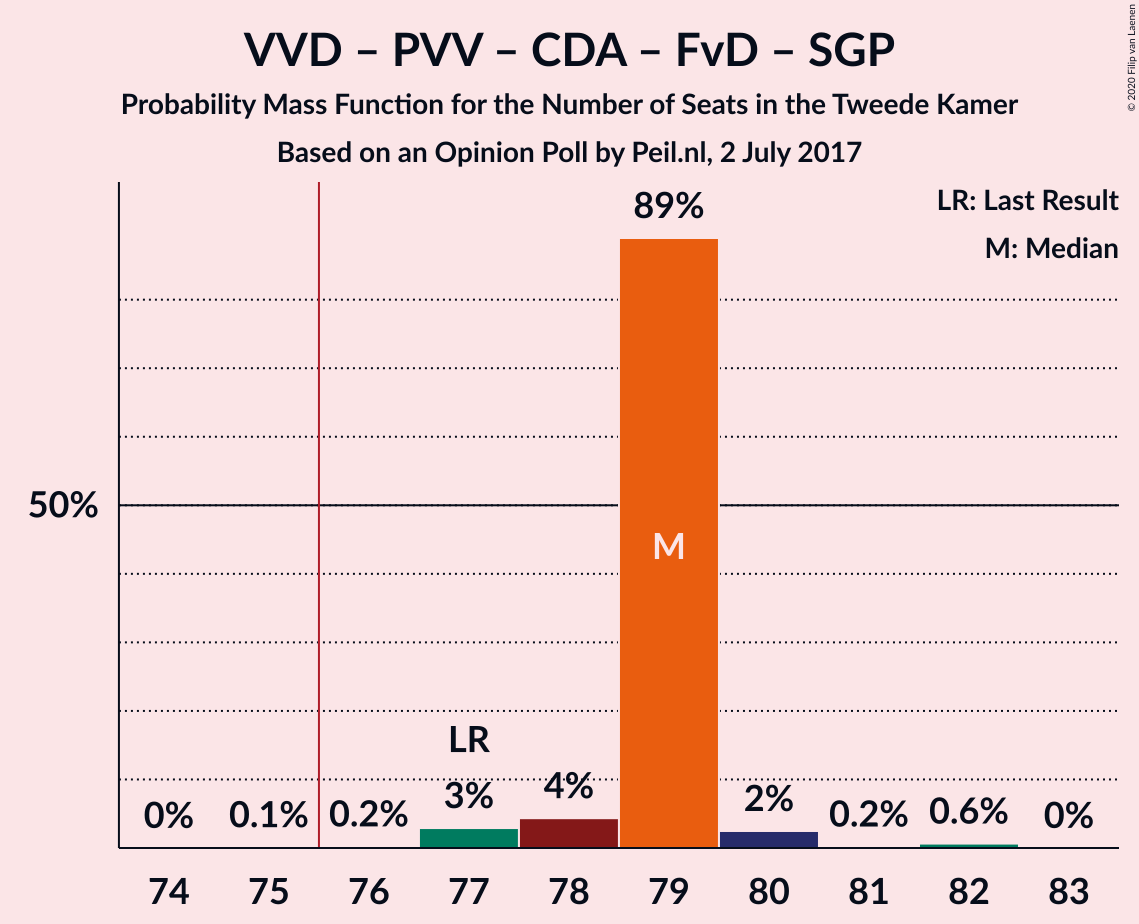 VVD – PVV – CDA – FvD – SGP
Probability Mass Function for the Number of Seats in the Tweede Kamer
Based on an Opinion Poll by Peil.nl, 2 July 2017
© 2020 Filip van Laenen
LR: Last Result
M: Median
89%
50%
M
LR
0% 0.1% 0.2% 3% 4% 2% 0.2% 0.6% 0%
74 75 76 77 78 79 80 81 82 83